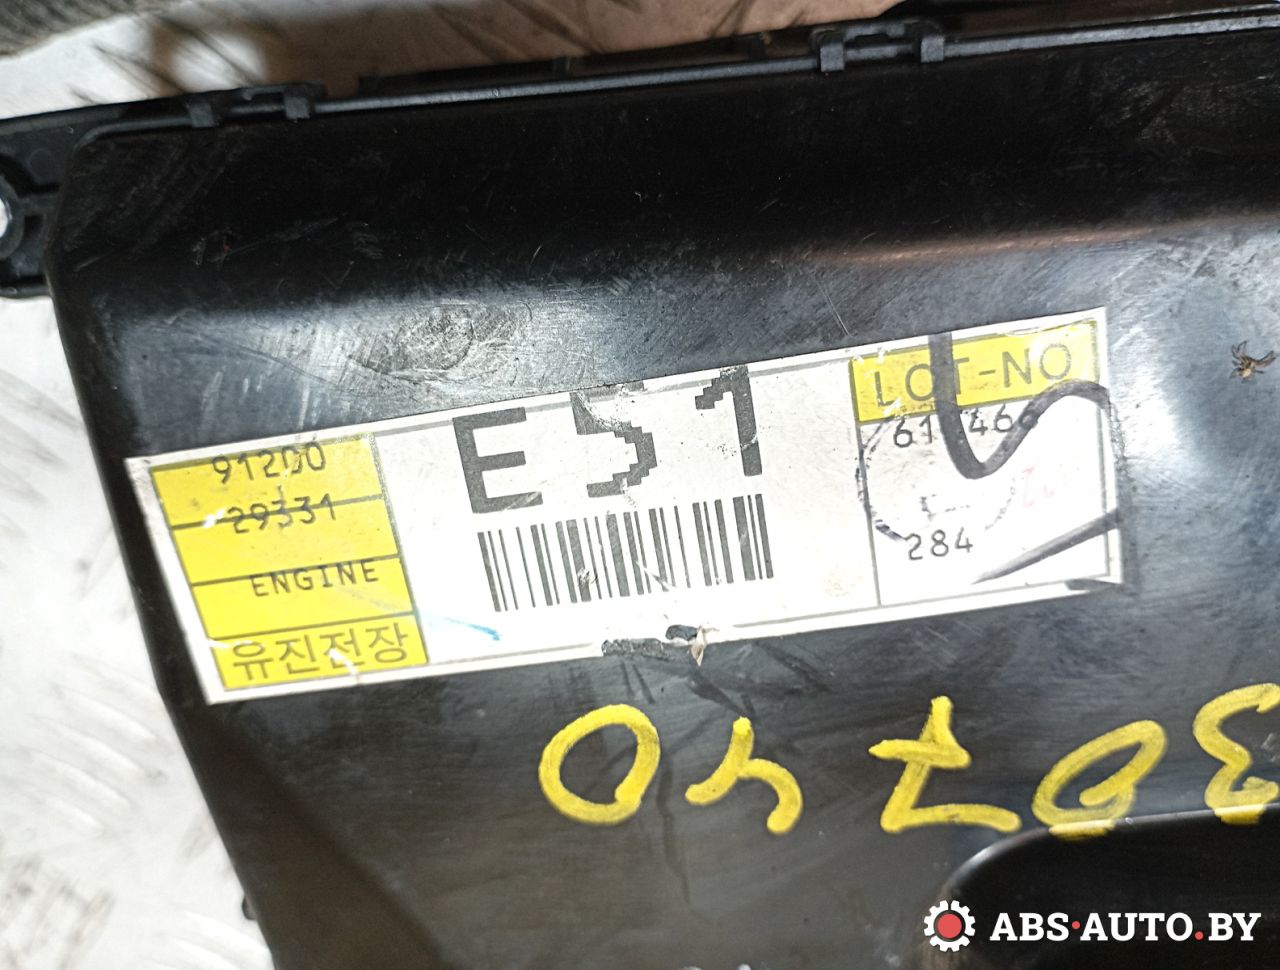 91200
29331
ENGINE
유진전장
E51
LOT-NO
284
ABS·AUTO.BY